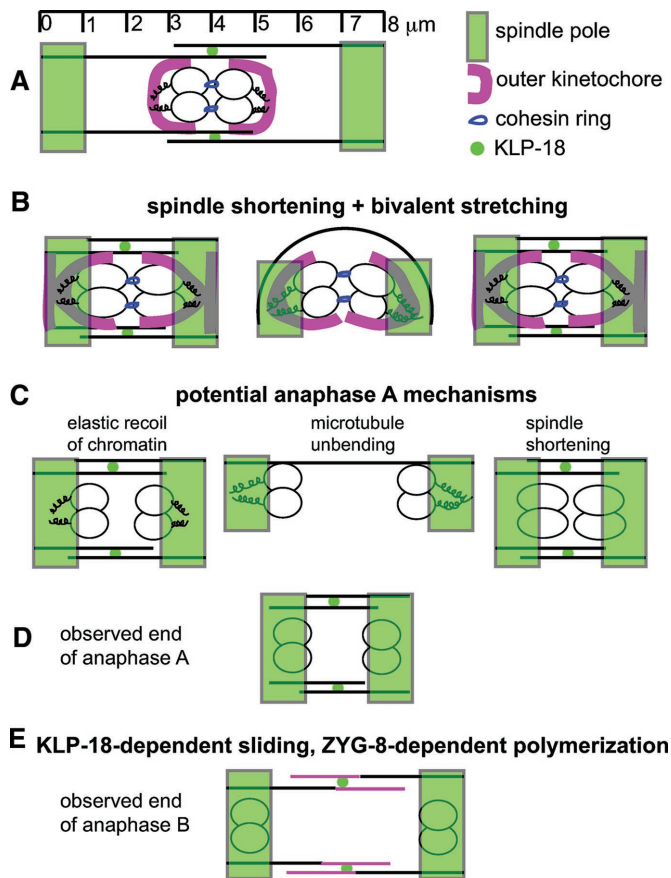 0 1 2 3 4 5 6 7 8 μm
spindle pole
outer kinetochore
cohesin ring
KLP-18
A
B
spindle shortening + bivalent stretching
C
potential anaphase A mechanisms
elastic recoil
of chromatin
microtubule
unbending
spindle
shortening
D
observed end
of anaphase A
E
KLP-18-dependent sliding, ZYG-8-dependent polymerization
observed end
of anaphase B